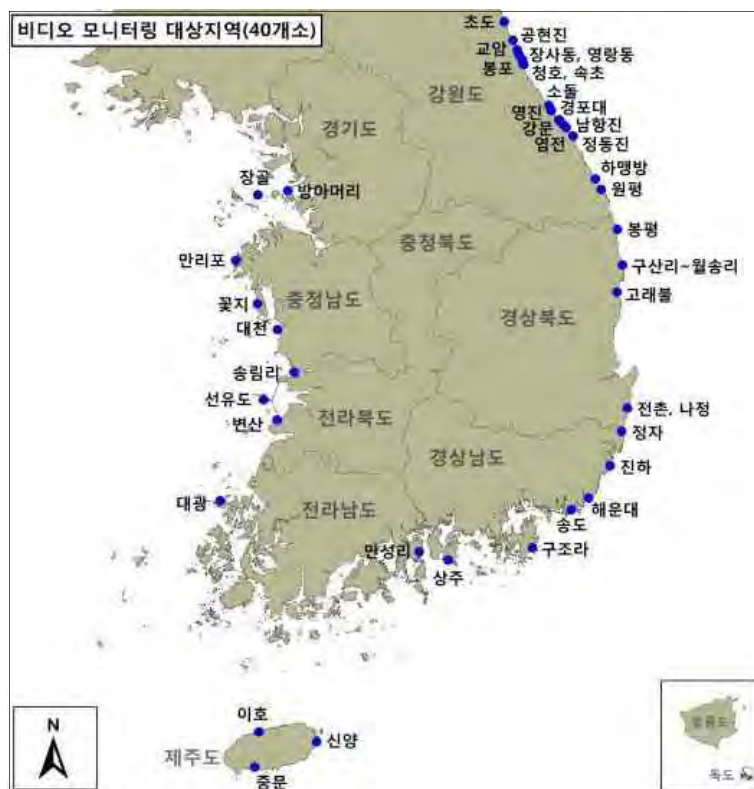 비디오 모니터링 대상지역(40개소)
초도
공현진
교암
장사동, 영랑동
봉포
청호, 속초
강원도
소돌
영진
경포대
강문
남항진
염전
정동진
경기도
하맹방
원평
장골
방아머리
봉평
충청북도
만리포
구산리~월송리
꽃지
충청남도
고래불
대천
경상북도
송림리
선유도
전라북도
전촌, 나정
변산
정자
경상남도
진하
대광
전라남도
해운대
송도
만성리
구조라
상주
N
이호
신양
제주도
중문
울릉도
독도